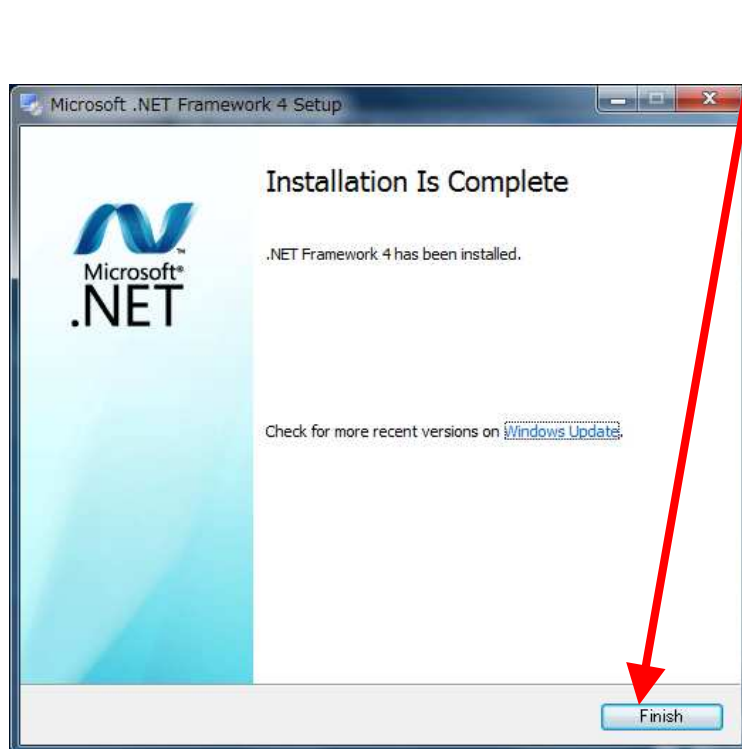 Microsoft .NET Framework 4 Setup
Installation Is Complete
.NET Framework 4 has been installed.
Microsoft®
.NET™
Check for more recent versions on Windows Update.
Finish